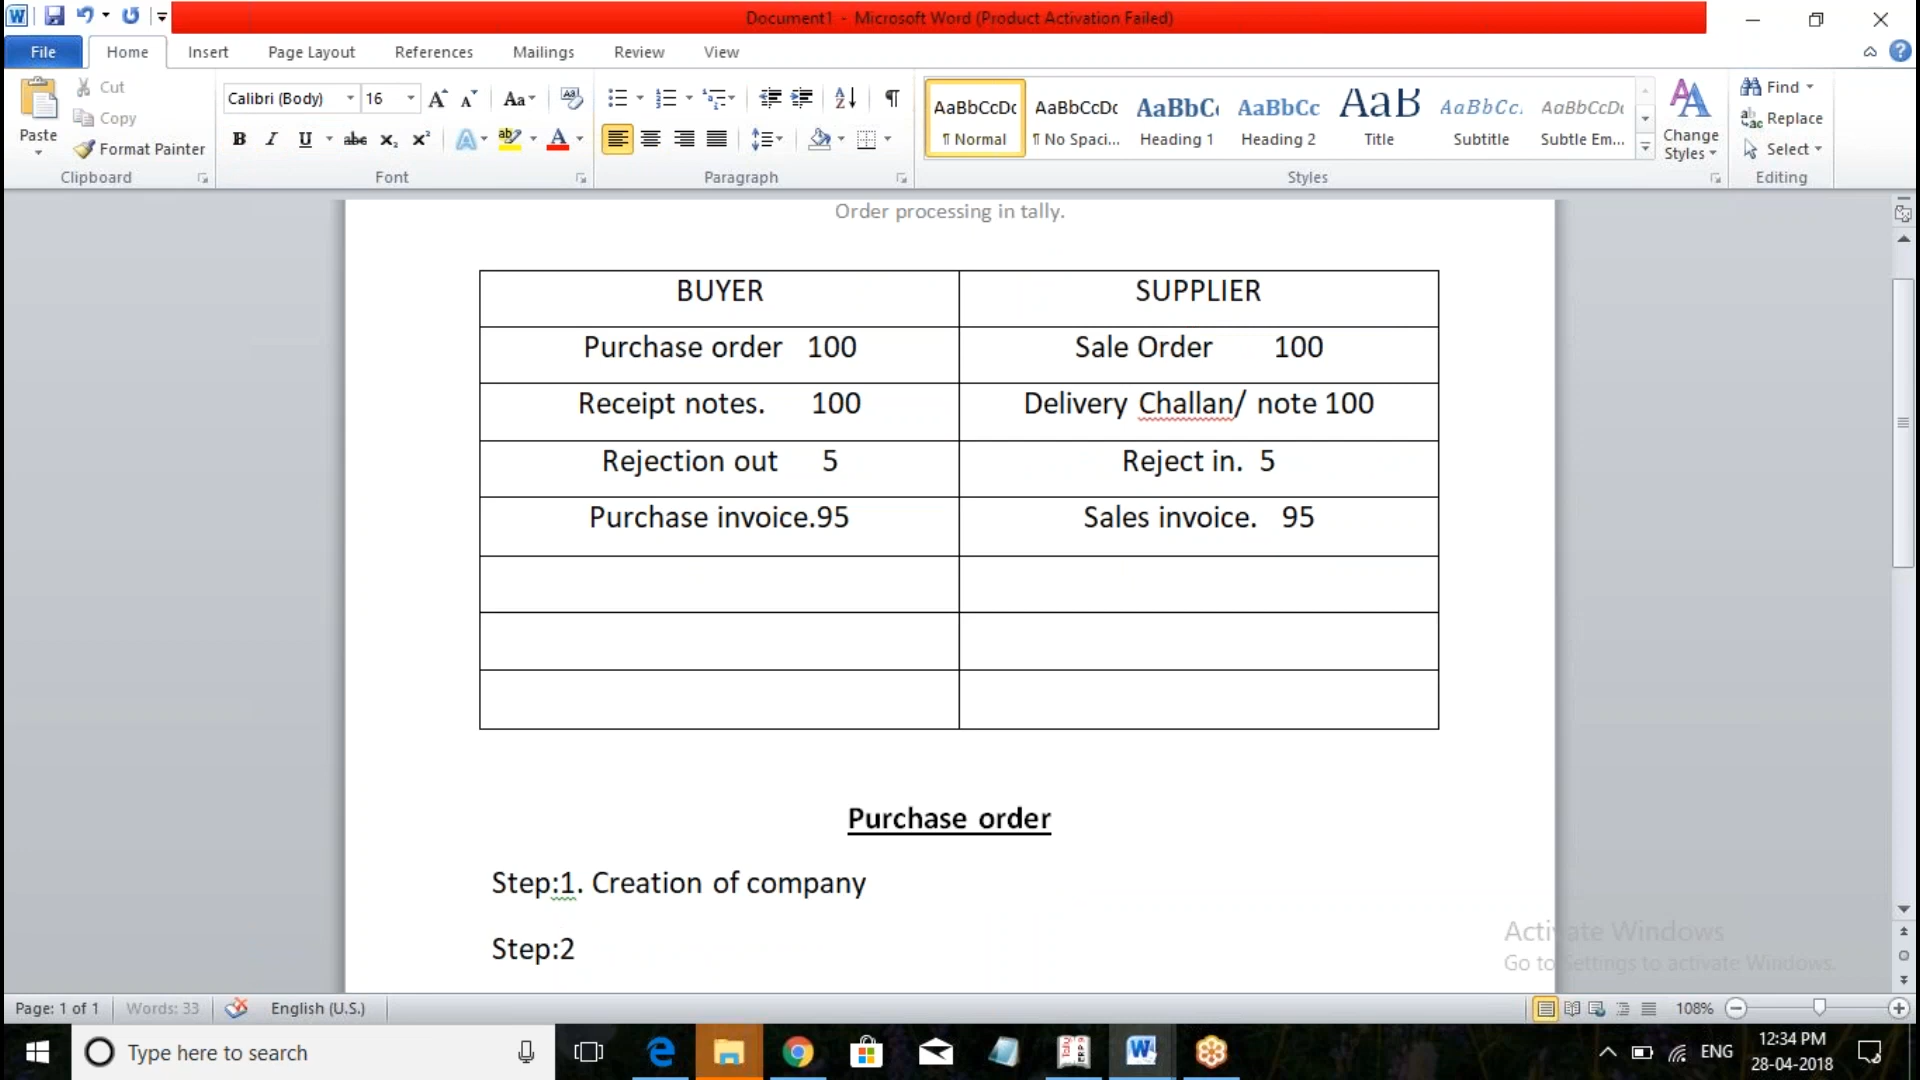 Document1 - Microsoft Word (Product Activation Failed)
File Home Insert Page Layout References Mailings Review View
Paste
Cut
Copy
Format Painter
Clipboard
Calibri (Body) 16
Font
Paragraph
AaBbCcDc AaBbCcDc AaBbC AaBbCc AaB AaBbCc. AaBbCcDc
¶ Normal ¶ No Spaci... Heading 1 Heading 2 Title Subtitle Subtle Em...
Change Styles
Styles
Find
Replace
Select
Editing
Order processing in tally.
BUYER SUPPLIER
Purchase order 100 Sale Order 100
Receipt notes. 100 Delivery Challan/ note 100
Rejection out 5 Reject in. 5
Purchase invoice.95 Sales invoice. 95
Purchase order
Step:1. Creation of company
Step:2
Activate Windows
Go to Settings to activate Windows.
Page: 1 of 1 Words: 33 English (U.S.) 108%
Type here to search
ENG
12:34 PM
28-04-2018